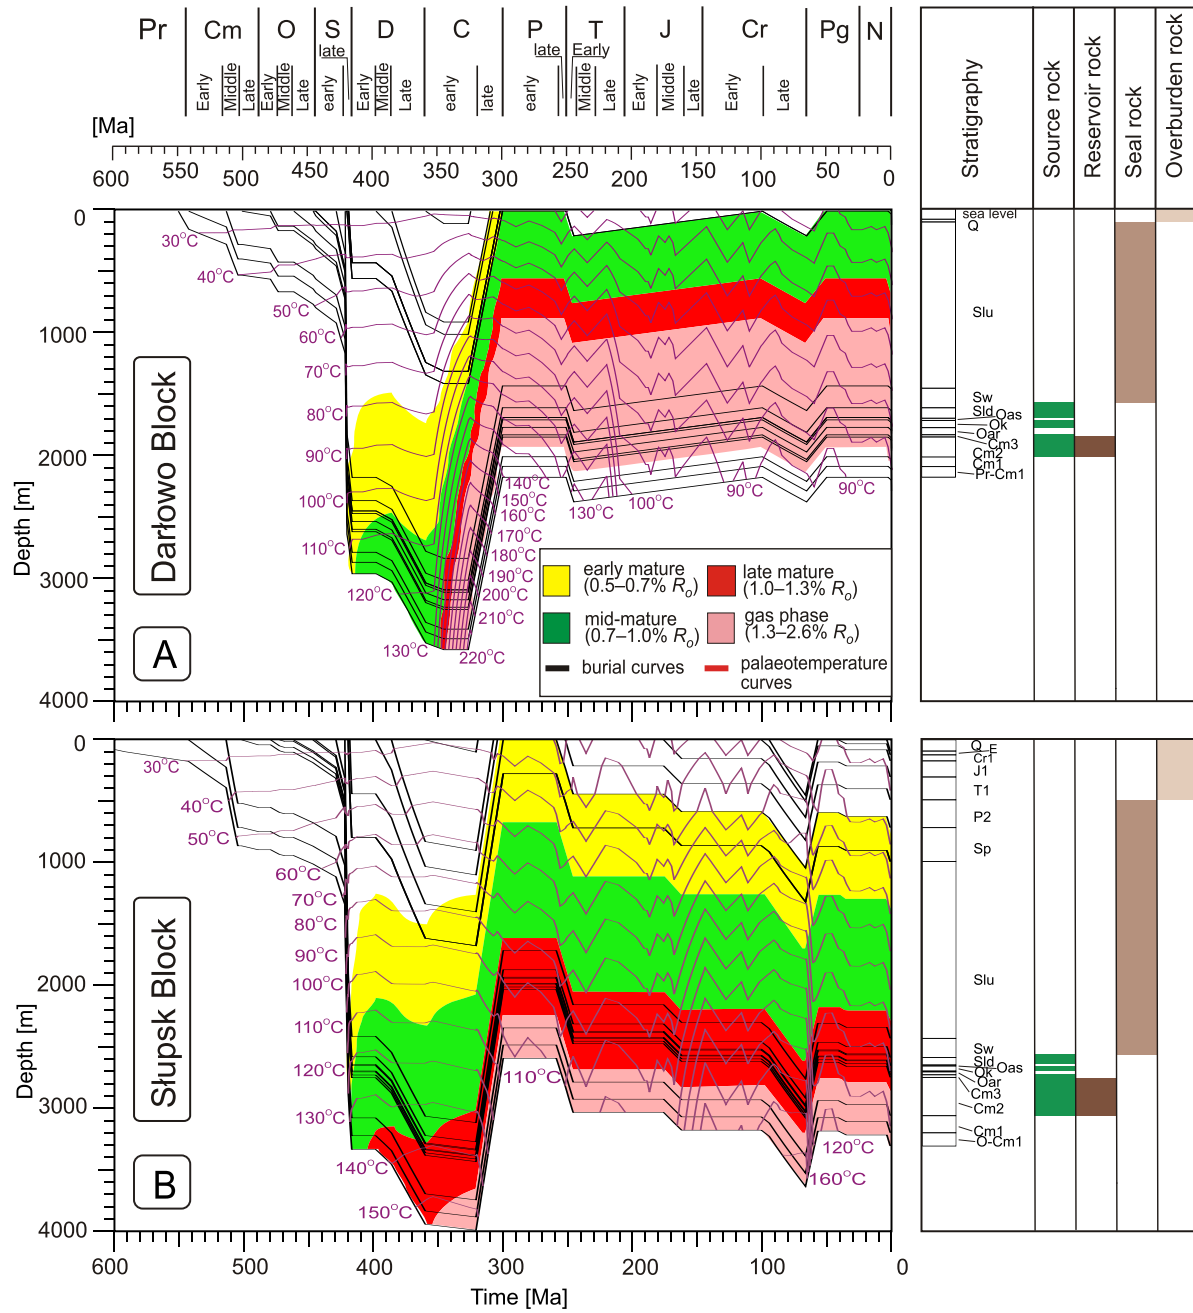 Pr Cm O S D C P T J Cr Pg N
late late Early
Early Middle Late Early Middle Late early Early Middle Late early late early Middle Late Early Middle Late Early Late
[Ma]
600 550 500 450 400 350 300 250 200 150 100 50 0
Stratigraphy
Source rock
Reservoir rock
Seal rock
Overburden rock
Darłowo Block
A
Depth [m]
0
1000
2000
3000
4000
30°C
40°C
50°C
60°C
70°C
80°C
90°C
100°C
110°C
120°C
130°C
140°C
150°C
160°C
170°C
180°C
190°C
200°C
210°C
220°C
130°C
100°C
90°C
90°C
early mature
(0.5–0.7% Ro)
late mature
(1.0–1.3% Ro)
mid-mature
(0.7–1.0% Ro)
gas phase
(1.3–2.6% Ro)
burial curves
palaeotemperature
curves
sea level
Q
Slu
Sw
Sld
Oas
Ok
Oar
Cm3
Cm2
Cm1
Pr-Cm1
Słupsk Block
B
Depth [m]
0
1000
2000
3000
4000
30°C
40°C
50°C
60°C
70°C
80°C
90°C
100°C
110°C
120°C
130°C
140°C
150°C
110°C
120°C
160°C
Q
E
Cr1
J1
T1
P2
Sp
Slu
Sw
Sld
Oas
Ok
Oar
Cm3
Cm2
Cm1
O-Cm1
600 500 400 300 200 100 0
Time [Ma]